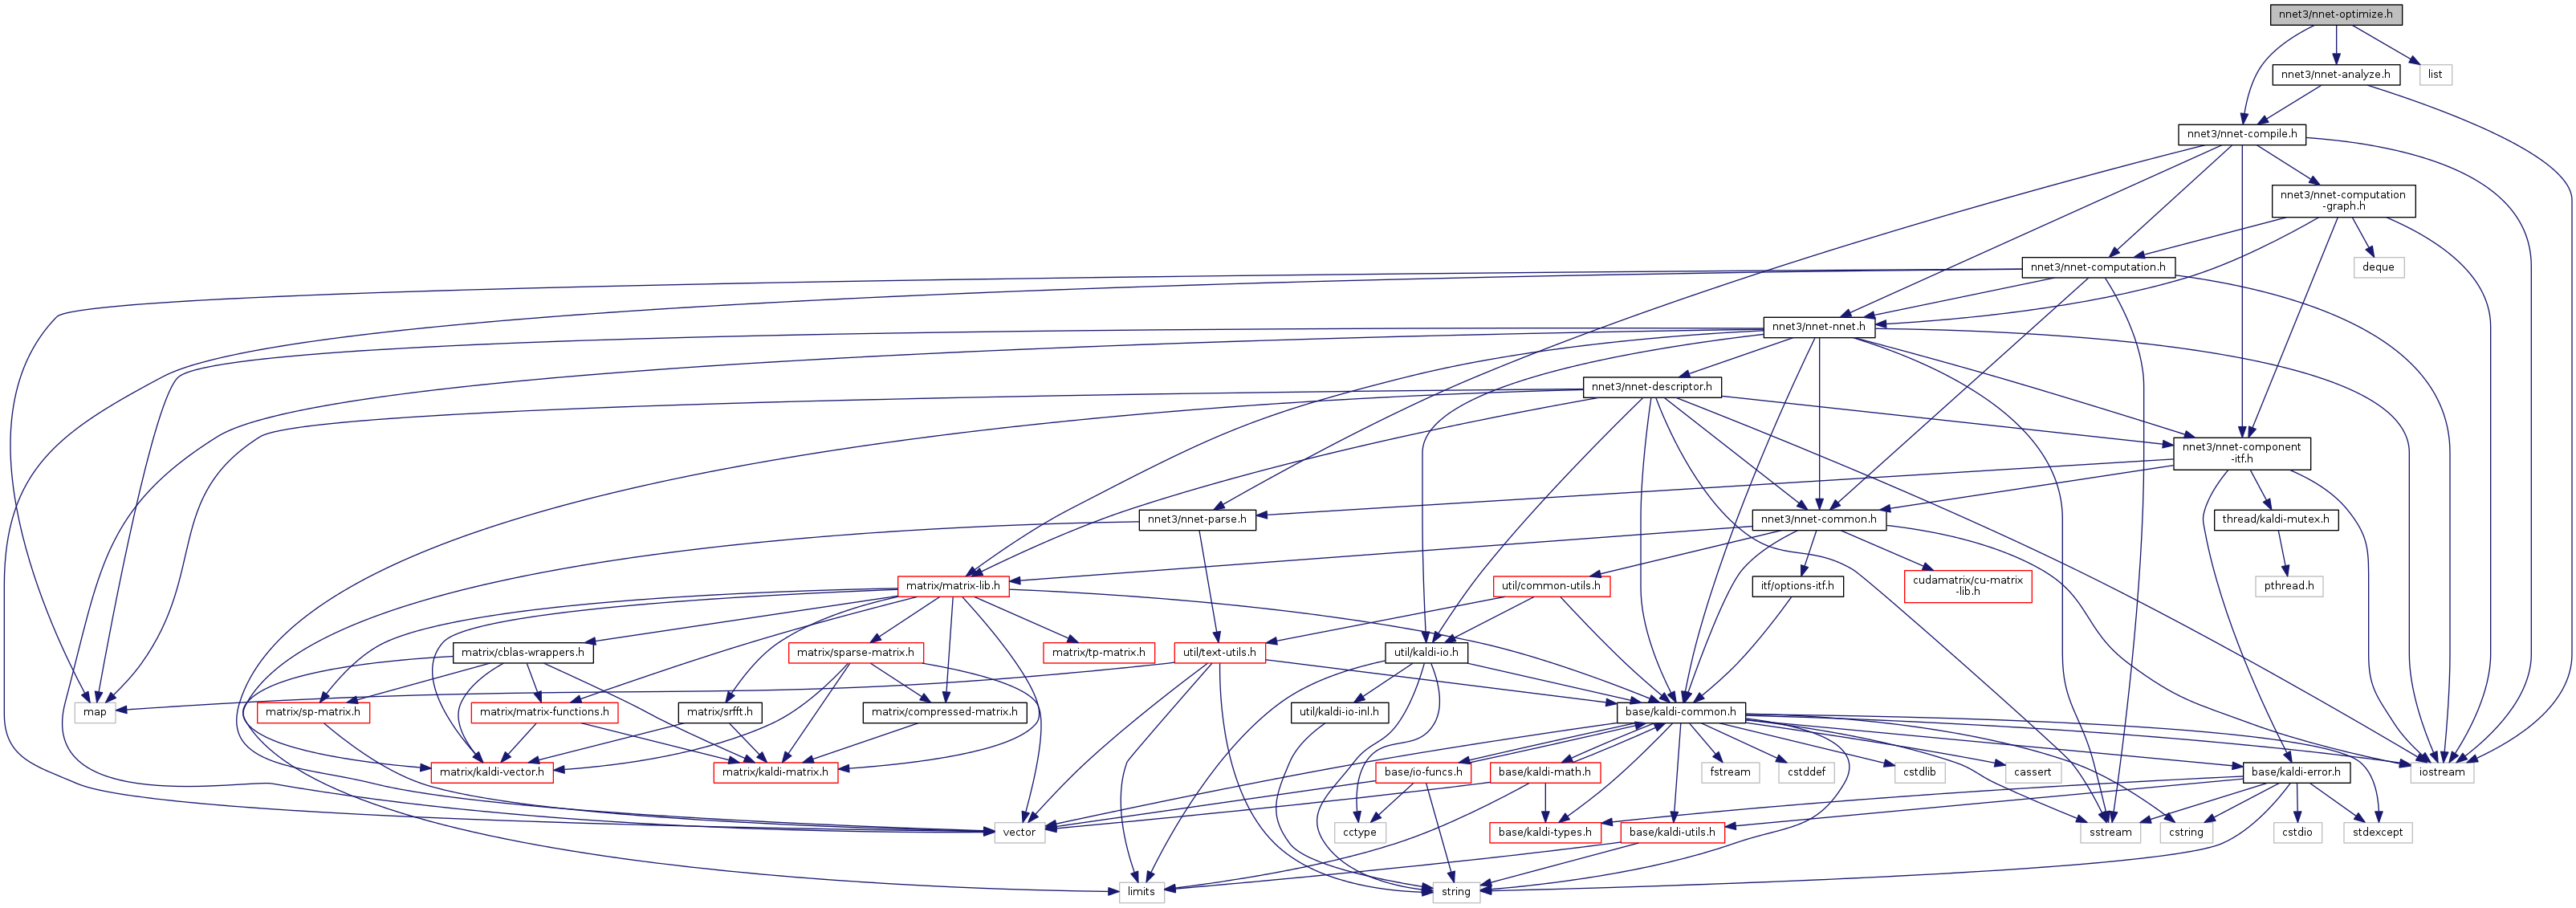 nnet3/nnet-optimize.h
nnet3/nnet-analyze.h
list
nnet3/nnet-compile.h
nnet3/nnet-computation
-graph.h
nnet3/nnet-computation.h
deque
nnet3/nnet-nnet.h
nnet3/nnet-descriptor.h
nnet3/nnet-component
-itf.h
nnet3/nnet-parse.h
nnet3/nnet-common.h
thread/kaldi-mutex.h
matrix/matrix-lib.h
util/common-utils.h
itf/options-itf.h
cudamatrix/cu-matrix
-lib.h
pthread.h
matrix/cblas-wrappers.h
matrix/sparse-matrix.h
matrix/tp-matrix.h
util/text-utils.h
util/kaldi-io.h
map
matrix/sp-matrix.h
matrix/matrix-functions.h
matrix/srfft.h
matrix/compressed-matrix.h
util/kaldi-io-inl.h
base/kaldi-common.h
matrix/kaldi-vector.h
matrix/kaldi-matrix.h
base/io-funcs.h
base/kaldi-math.h
fstream
cstddef
cstdlib
cassert
base/kaldi-error.h
iostream
vector
cctype
base/kaldi-types.h
base/kaldi-utils.h
sstream
cstring
cstdio
stdexcept
limits
string